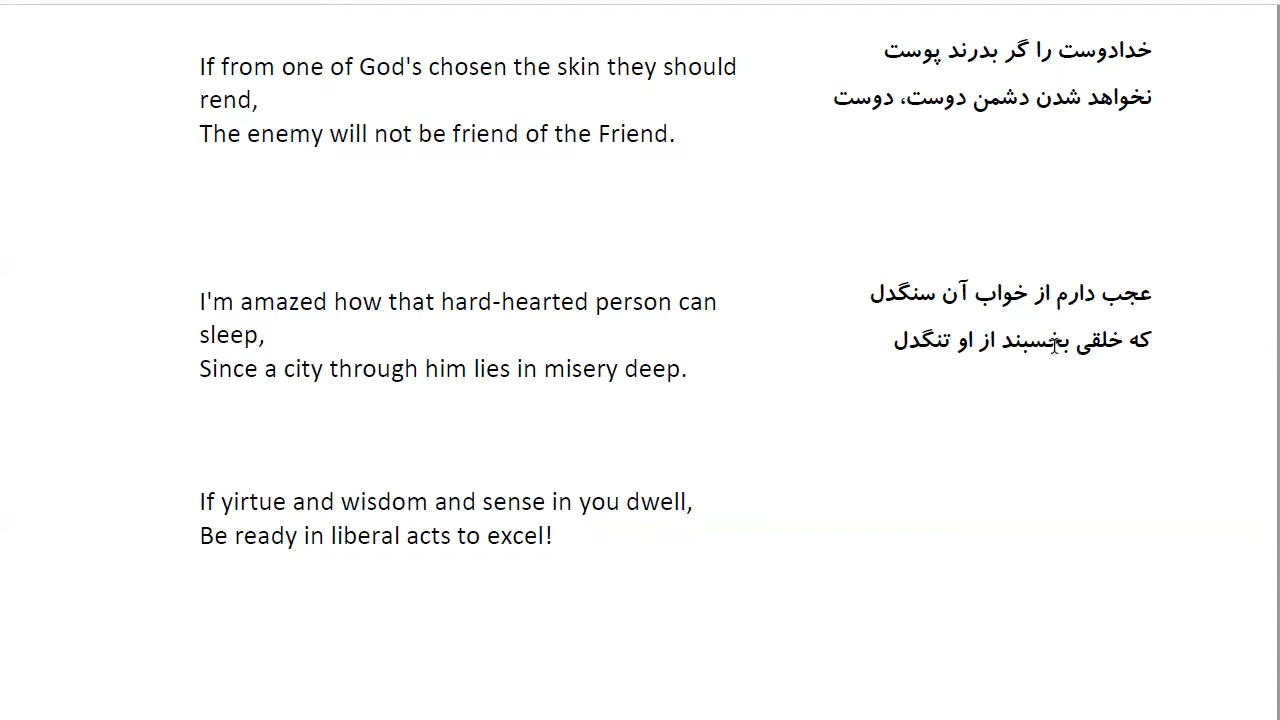 If from one of God's chosen the skin they should
rend,
The enemy will not be friend of the Friend.
خدادوست را گر بدرند پوست
نخواهد شدن دشمن دوست، دوست
I'm amazed how that hard-hearted person can
sleep,
Since a city through him lies in misery deep.
عجب دارم از خواب آن سنگدل
که خلقی بخسبند از او تنگدل
If yirtue and wisdom and sense in you dwell,
Be ready in liberal acts to excel!